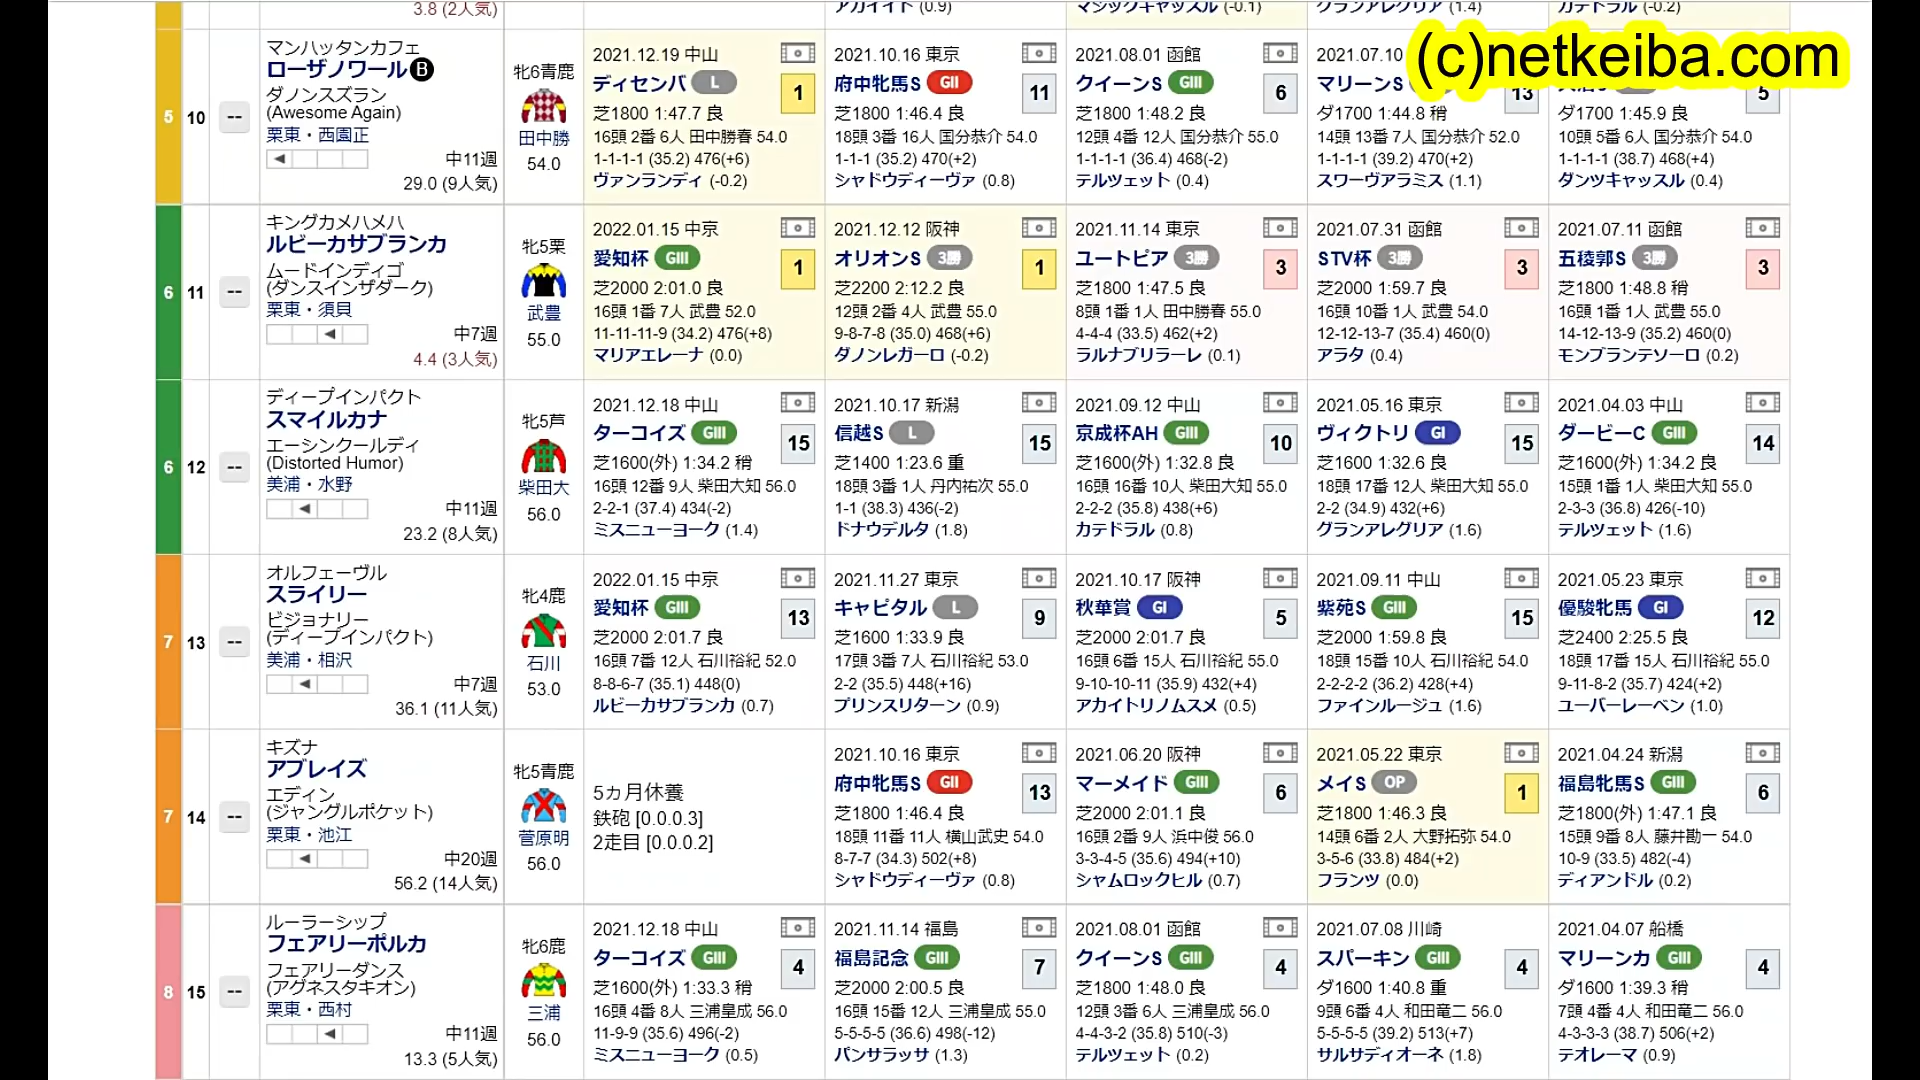 3.8 (2人気)
アカイイト (0.9)
マジックキャッスル (-0.1)
グランアレグリア (1.4)
カテドラル (-0.2)
(c)netkeiba.com
5
10
--
マンハッタンカフェ
ローザノワール B
ダノンスズラン
(Awesome Again)
栗東・西園正
中11週
29.0 (9人気)
牝6青鹿
田中勝
54.0
2021.12.19 中山
ディセンバ L
1
芝1800 1:47.7 良
16頭 2番 6人 田中勝春 54.0
1-1-1-1 (35.2) 476(+6)
ヴァンランディ (-0.2)
2021.10.16 東京
府中牝馬S GII
11
芝1800 1:46.4 良
18頭 3番 16人 国分恭介 54.0
1-1-1 (35.2) 470(+2)
シャドウディーヴァ (0.8)
2021.08.01 函館
クイーンS GIII
6
芝1800 1:48.2 良
12頭 4番 12人 国分恭介 55.0
1-1-1-1 (36.4) 468(-2)
テルツェット (0.4)
2021.07.10
マリーンS
13
ダ1700 1:44.8 稍
14頭 13番 7人 国分恭介 52.0
1-1-1-1 (39.2) 470(+2)
スワーヴアラミス (1.1)
5
ダ1700 1:45.9 良
10頭 5番 6人 国分恭介 54.0
1-1-1-1 (38.7) 468(+4)
ダンツキャッスル (0.4)
6
11
--
キングカメハメハ
ルビーカサブランカ
ムードインディゴ
(ダンスインザダーク)
栗東・須貝
中7週
4.4 (3人気)
牝5栗
武豊
55.0
2022.01.15 中京
愛知杯 GIII
1
芝2000 2:01.0 良
16頭 1番 7人 武豊 52.0
11-11-11-9 (34.2) 476(+8)
マリアエレーナ (0.0)
2021.12.12 阪神
オリオンS 3勝
1
芝2200 2:12.2 良
12頭 2番 4人 武豊 55.0
9-8-7-8 (35.0) 468(+6)
ダノンレガーロ (-0.2)
2021.11.14 東京
ユートピア 3勝
3
芝1800 1:47.5 良
8頭 1番 1人 田中勝春 55.0
4-4-4 (33.5) 462(+2)
ラルナブリラーレ (0.1)
2021.07.31 函館
STV杯 3勝
3
芝2000 1:59.7 良
16頭 10番 1人 武豊 54.0
12-12-13-7 (35.4) 460(0)
アラタ (0.4)
2021.07.11 函館
五稜郭S 3勝
3
芝1800 1:48.8 稍
16頭 1番 1人 武豊 55.0
14-12-13-9 (35.2) 460(0)
モンブランテソーロ (0.2)
6
12
--
ディープインパクト
スマイルカナ
エーシンクールディ
(Distorted Humor)
美浦・水野
中11週
23.2 (8人気)
牝5芦
柴田大
56.0
2021.12.18 中山
ターコイズ GIII
15
芝1600(外) 1:34.2 稍
16頭 12番 9人 柴田大知 56.0
2-2-1 (37.4) 434(-2)
ミスニューヨーク (1.4)
2021.10.17 新潟
信越S L
15
芝1400 1:23.6 重
18頭 3番 1人 丹内祐次 55.0
1-1 (38.3) 436(-2)
ドナウデルタ (1.8)
2021.09.12 中山
京成杯AH GIII
10
芝1600(外) 1:32.8 良
16頭 16番 10人 柴田大知 55.0
2-2-2 (35.8) 438(+6)
カテドラル (0.8)
2021.05.16 東京
ヴィクトリ GI
15
芝1600 1:32.6 良
18頭 17番 12人 柴田大知 55.0
2-2 (34.9) 432(+6)
グランアレグリア (1.6)
2021.04.03 中山
ダービーC GIII
14
芝1600(外) 1:34.2 良
15頭 1番 1人 柴田大知 55.0
2-3-3 (36.8) 426(-10)
テルツェット (1.6)
7
13
--
オルフェーヴル
スライリー
ビジョナリー
(ディープインパクト)
美浦・相沢
中7週
36.1 (11人気)
牝4鹿
石川
53.0
2022.01.15 中京
愛知杯 GIII
13
芝2000 2:01.7 良
16頭 7番 12人 石川裕紀 52.0
8-8-6-7 (35.1) 448(0)
ルビーカサブランカ (0.7)
2021.11.27 東京
キャピタル L
9
芝1600 1:33.9 良
17頭 3番 7人 石川裕紀 53.0
2-2 (35.5) 448(+16)
プリンスリターン (0.9)
2021.10.17 阪神
秋華賞 GI
5
芝2000 2:01.7 良
16頭 6番 15人 石川裕紀 55.0
9-10-10-11 (35.9) 432(+4)
アカイトリノムスメ (0.5)
2021.09.11 中山
紫苑S GIII
15
芝2000 1:59.8 良
18頭 15番 10人 石川裕紀 54.0
2-2-2-2 (36.2) 428(+4)
ファインルージュ (1.6)
2021.05.23 東京
優駿牝馬 GI
12
芝2400 2:25.5 良
18頭 17番 15人 石川裕紀 55.0
9-11-8-2 (35.7) 424(+2)
ユーバーレーベン (1.0)
7
14
--
キズナ
アブレイズ
エディン
(ジャングルポケット)
栗東・池江
中20週
56.2 (14人気)
牝5青鹿
菅原明
56.0
5ヵ月休養
鉄砲 [0.0.0.3]
2走目 [0.0.0.2]
2021.10.16 東京
府中牝馬S GII
13
芝1800 1:46.4 良
18頭 11番 11人 横山武史 54.0
8-7-7 (34.3) 502(+8)
シャドウディーヴァ (0.8)
2021.06.20 阪神
マーメイド GIII
6
芝2000 2:01.1 良
16頭 2番 9人 浜中俊 56.0
3-3-4-5 (35.6) 494(+10)
シャムロックヒル (0.7)
2021.05.22 東京
メイS OP
1
芝1800 1:46.3 良
14頭 6番 2人 大野拓弥 54.0
3-5-6 (33.8) 484(+2)
フランツ (0.0)
2021.04.24 新潟
福島牝馬S GIII
6
芝1800(外) 1:47.1 良
15頭 9番 8人 藤井勘一 54.0
10-9 (33.5) 482(-4)
ディアンドル (0.2)
8
15
--
ルーラーシップ
フェアリーポルカ
フェアリーダンス
(アグネスタキオン)
栗東・西村
中11週
13.3 (5人気)
牝6鹿
三浦
56.0
2021.12.18 中山
ターコイズ GIII
4
芝1600(外) 1:33.3 稍
16頭 4番 8人 三浦皇成 56.0
11-9-9 (35.6) 496(-2)
ミスニューヨーク (0.5)
2021.11.14 福島
福島記念 GIII
7
芝2000 2:00.5 良
16頭 15番 12人 三浦皇成 55.0
5-5-5-5 (36.6) 498(-12)
パンサラッサ (1.3)
2021.08.01 函館
クイーンS GIII
4
芝1800 1:48.0 良
12頭 3番 6人 三浦皇成 56.0
4-4-3-2 (35.8) 510(-3)
テルツェット (0.2)
2021.07.08 川崎
スパーキン GIII
4
ダ1600 1:40.8 重
9頭 6番 4人 和田竜二 56.0
5-5-5-5 (39.2) 513(+7)
サルサディオーネ (1.8)
2021.04.07 船橋
マリーンカ GIII
4
ダ1600 1:39.3 稍
7頭 4番 4人 和田竜二 56.0
4-3-3-3 (38.7) 506(+2)
テオレーマ (0.9)